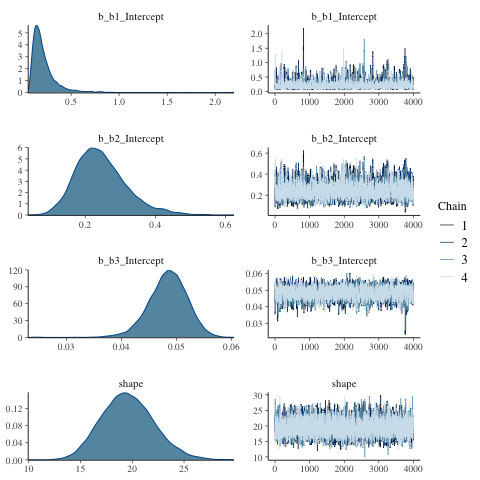 b_b1_Intercept
5
4
3
2
1
0
0.5 1.0 1.5 2.0
b_b1_Intercept
2.0
1.5
1.0
0.5
0.0
0 1000 2000 3000 4000
b_b2_Intercept
6
5
4
3
2
1
0
0.2 0.4 0.6
b_b2_Intercept
0.6
0.4
0.2
0 1000 2000 3000 4000
b_b3_Intercept
120
90
60
30
0
0.03 0.04 0.05 0.06
b_b3_Intercept
0.06
0.05
0.04
0.03
0 1000 2000 3000 4000
shape
0.12
0.08
0.04
0.00
10 15 20 25
shape
30
25
20
15
10
0 1000 2000 3000 4000
Chain
1
2
3
4